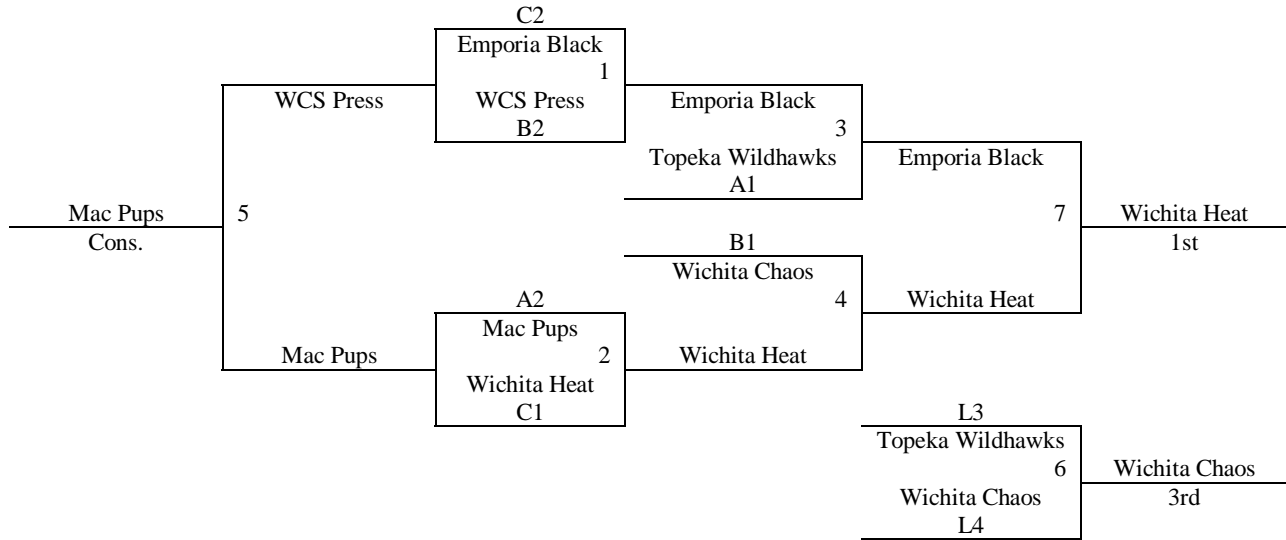 C2
Emporia Black
1
WCS Press
WCS Press
Emporia Black
B2
3
Topeka Wildhawks
Emporia Black
A1
Mac Pups
5
7
Wichita Heat
Cons.
B1
1st
Wichita Chaos
A2
4
Wichita Heat
Mac Pups
Mac Pups
2
Wichita Heat
Wichita Heat
C1
L3
Topeka Wildhawks
6
Wichita Chaos
Wichita Chaos
3rd
L4